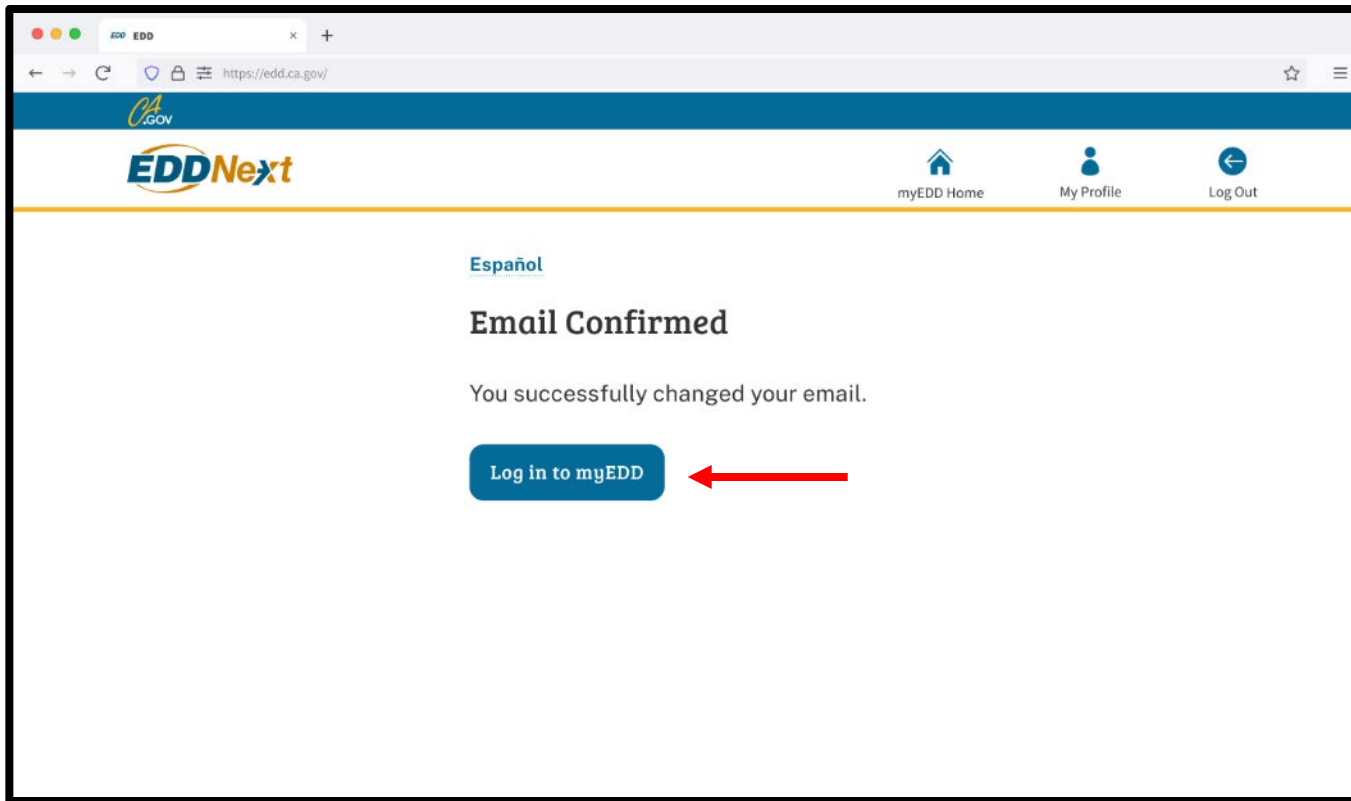 EDD EDD
https://edd.ca.gov/
CA.GOV
EDDNext
myEDD Home
My Profile
Log Out
Español
Email Confirmed
You successfully changed your email.
Log in to myEDD